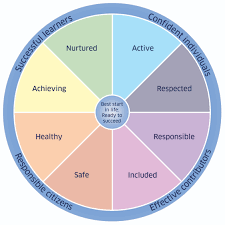 Successful learners
Confident individuals
Nurtured
Active
Achieving
Respected
Best start
in life
Ready to
succeed
Healthy
Responsible
Safe
Included
Responsible citizens
Effective contributors